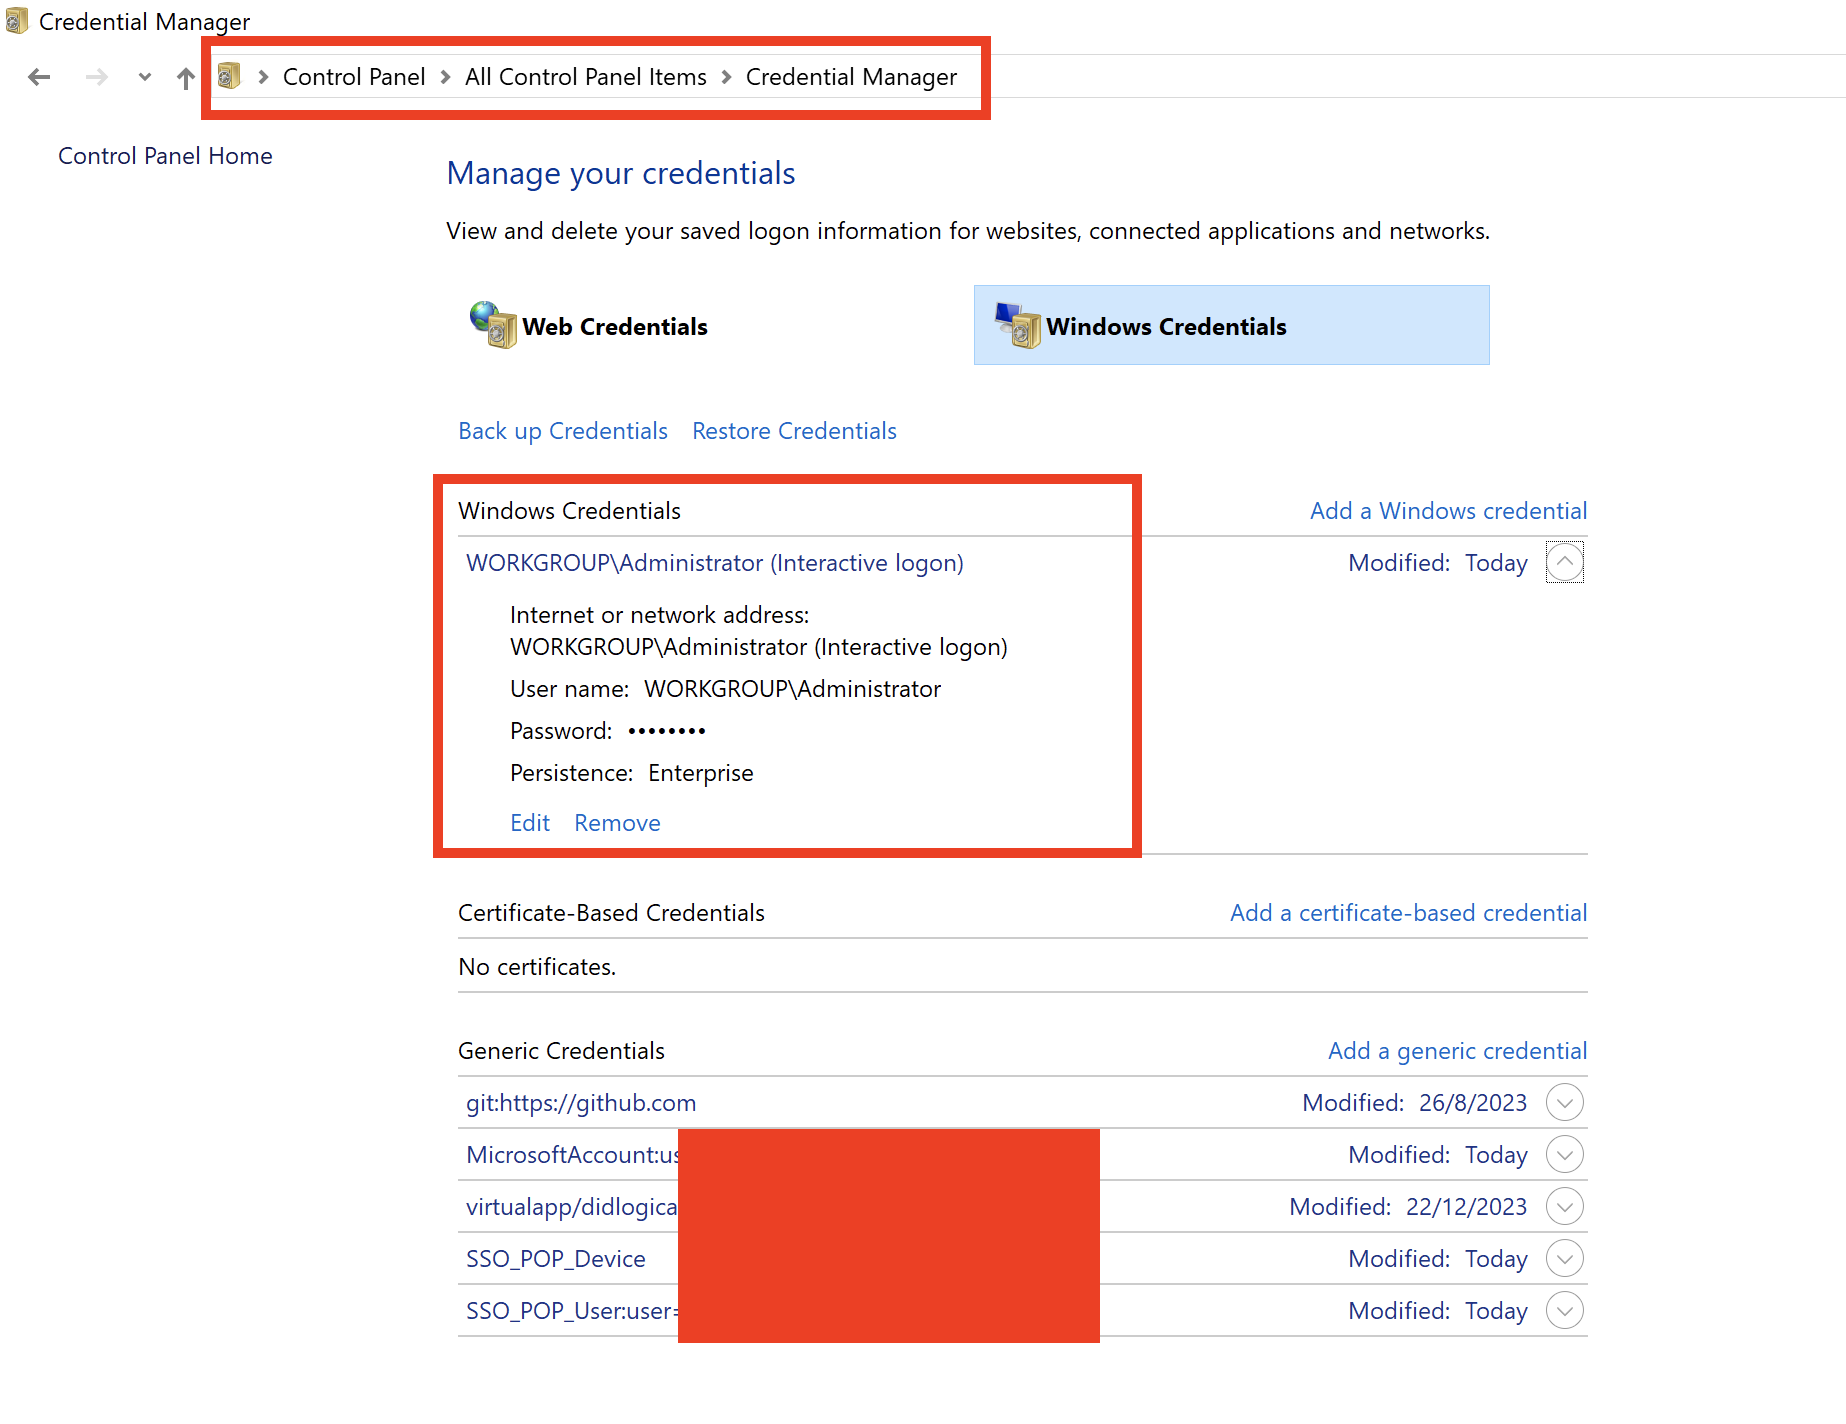 Credential Manager
Control Panel > All Control Panel Items > Credential Manager
Control Panel Home
Manage your credentials
View and delete your saved logon information for websites, connected applications and networks.
Web Credentials
Windows Credentials
Back up Credentials Restore Credentials
Windows Credentials Add a Windows credential
WORKGROUP\Administrator (Interactive logon) Modified: Today
Internet or network address:
WORKGROUP\Administrator (Interactive logon)
User name: WORKGROUP\Administrator
Password: ••••••••
Persistence: Enterprise
Edit Remove
Certificate-Based Credentials Add a certificate-based credential
No certificates.
Generic Credentials Add a generic credential
git:https://github.com Modified: 26/8/2023
MicrosoftAccount:us Modified: Today
virtualapp/didlogica Modified: 22/12/2023
SSO_POP_Device Modified: Today
SSO_POP_User:user= Modified: Today